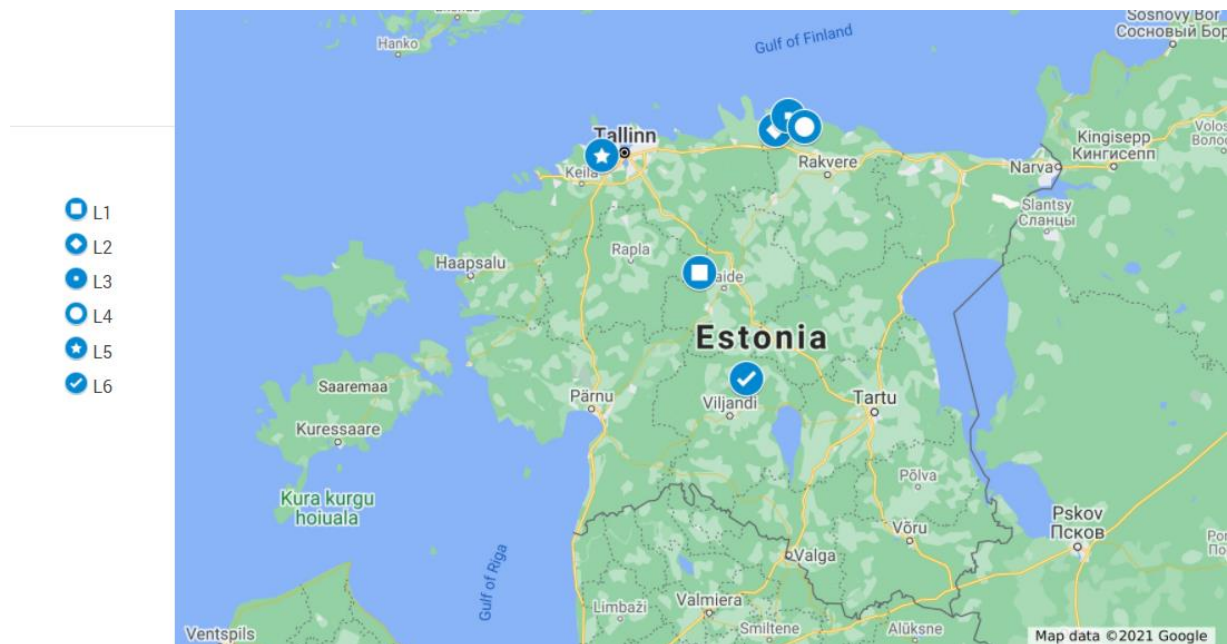 L1
L2
L3
L4
L5
L6
Hanko
Gulf of Finland
Sosnovy Bor
Сосновый Бор
Tallinn
Keila
Rakvere
Narva
Kingisepp
Кингисепп
Slantsy
Сланцы
Rapla
Haapsalu
aide
Estonia
Saaremaa
Kuressaare
Pärnu
Viljandi
Tartu
Kura kurgu
hoiuala
Põlva
Võru
Pskov
Псков
Gulf of Riga
Valga
Limbaži
Valmiera
Smiltene
Alūksne
Ventspils
Map data ©2021 Google